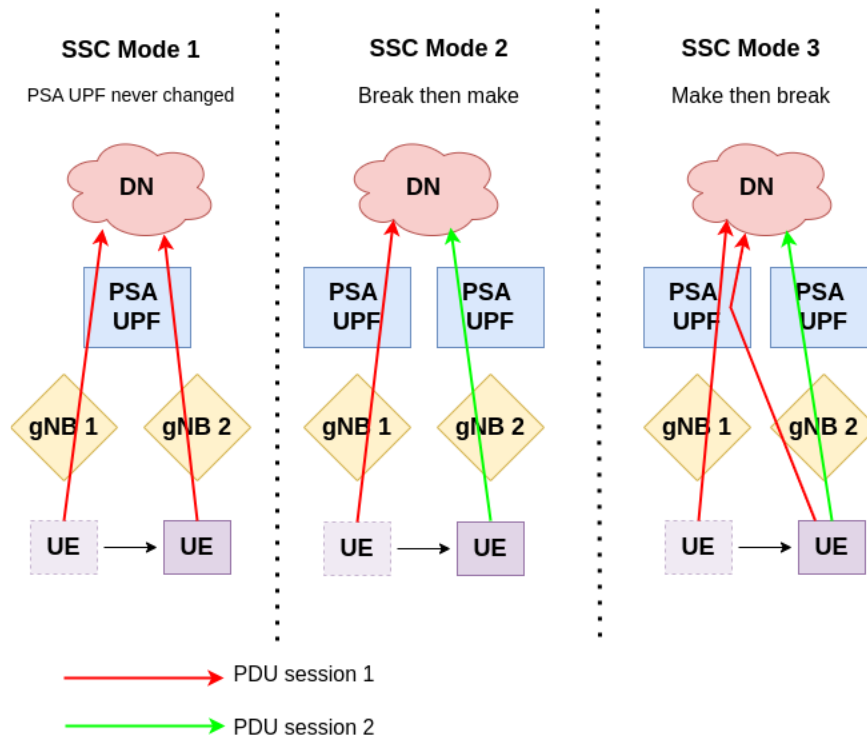 SSC Mode 1
PSA UPF never changed
DN
PSA
UPF
gNB 1
gNB 2
UE
UE
SSC Mode 2
Break then make
DN
PSA
UPF
PSA
UPF
gNB 1
gNB 2
UE
UE
SSC Mode 3
Make then break
DN
PSA
UPF
PSA
UPF
gNB 1
gNB 2
UE
UE
PDU session 1
PDU session 2